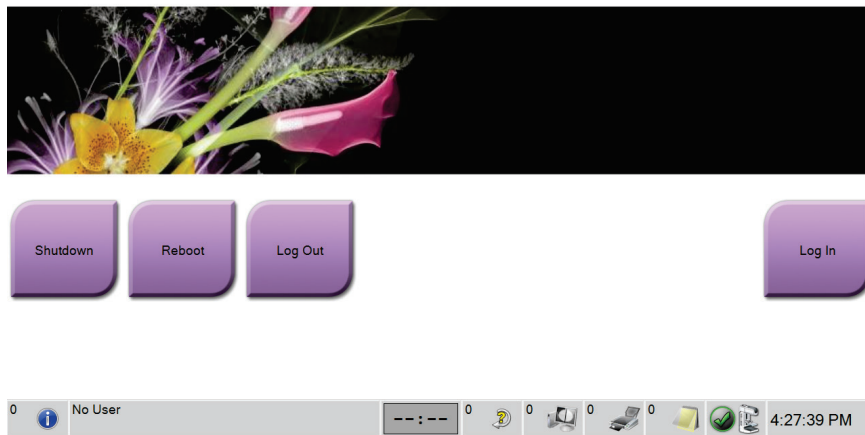 Shutdown
Reboot
Log Out
Log In
0
No User
--:--
0
0
0
0
4:27:39 PM